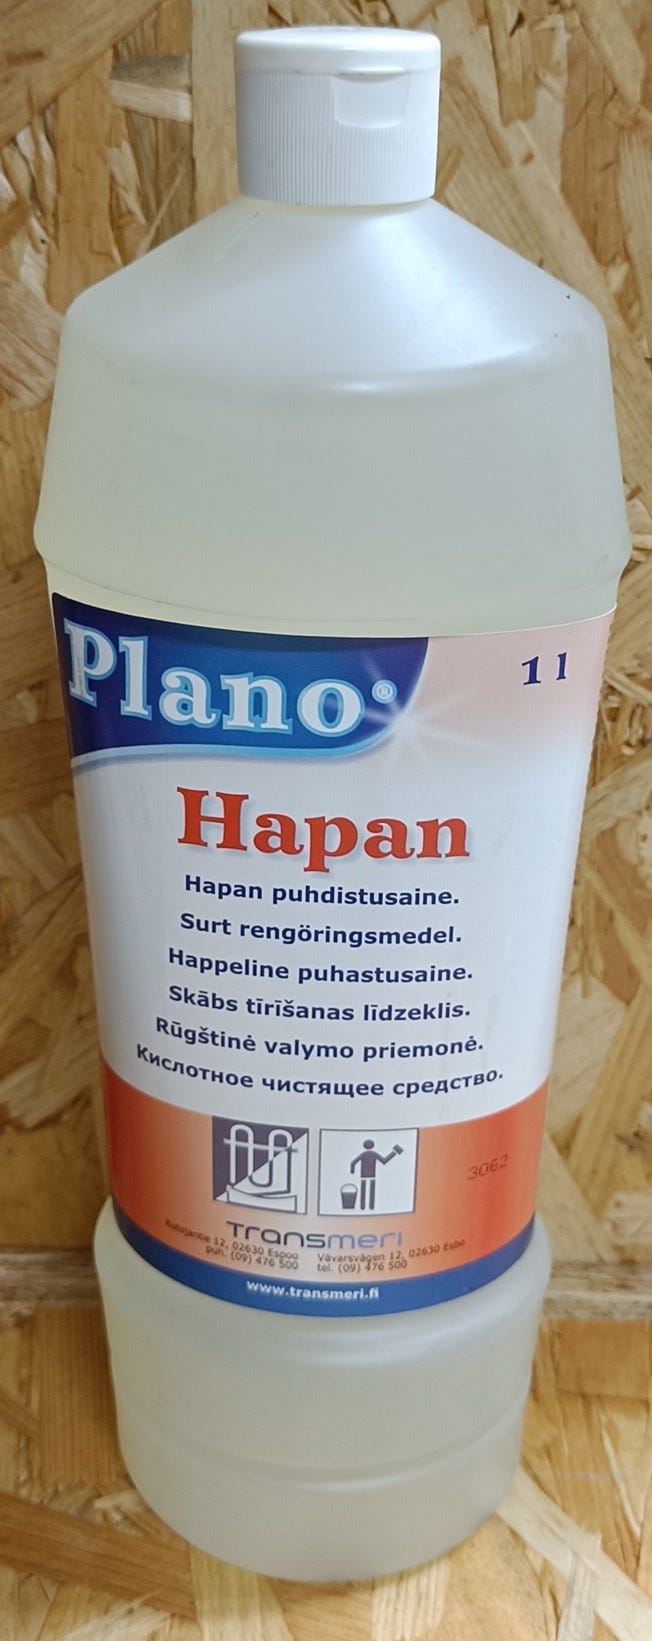 Plano®
1 l
Hapan
Hapan puhdistusaine.
Surt rengöringsmedel.
Happeline puhastusaine.
Skābs tīrīšanas līdzeklis.
Rūgštinė valymo priemonė.
Кислотное чистящее средство.
3062
Transmeri
Kutojantie 12, 02630 Espoo
puh. (09) 476 500
Vävarsvägen 12, 02630 Esbo
tel. (09) 476 500
www.transmeri.fi